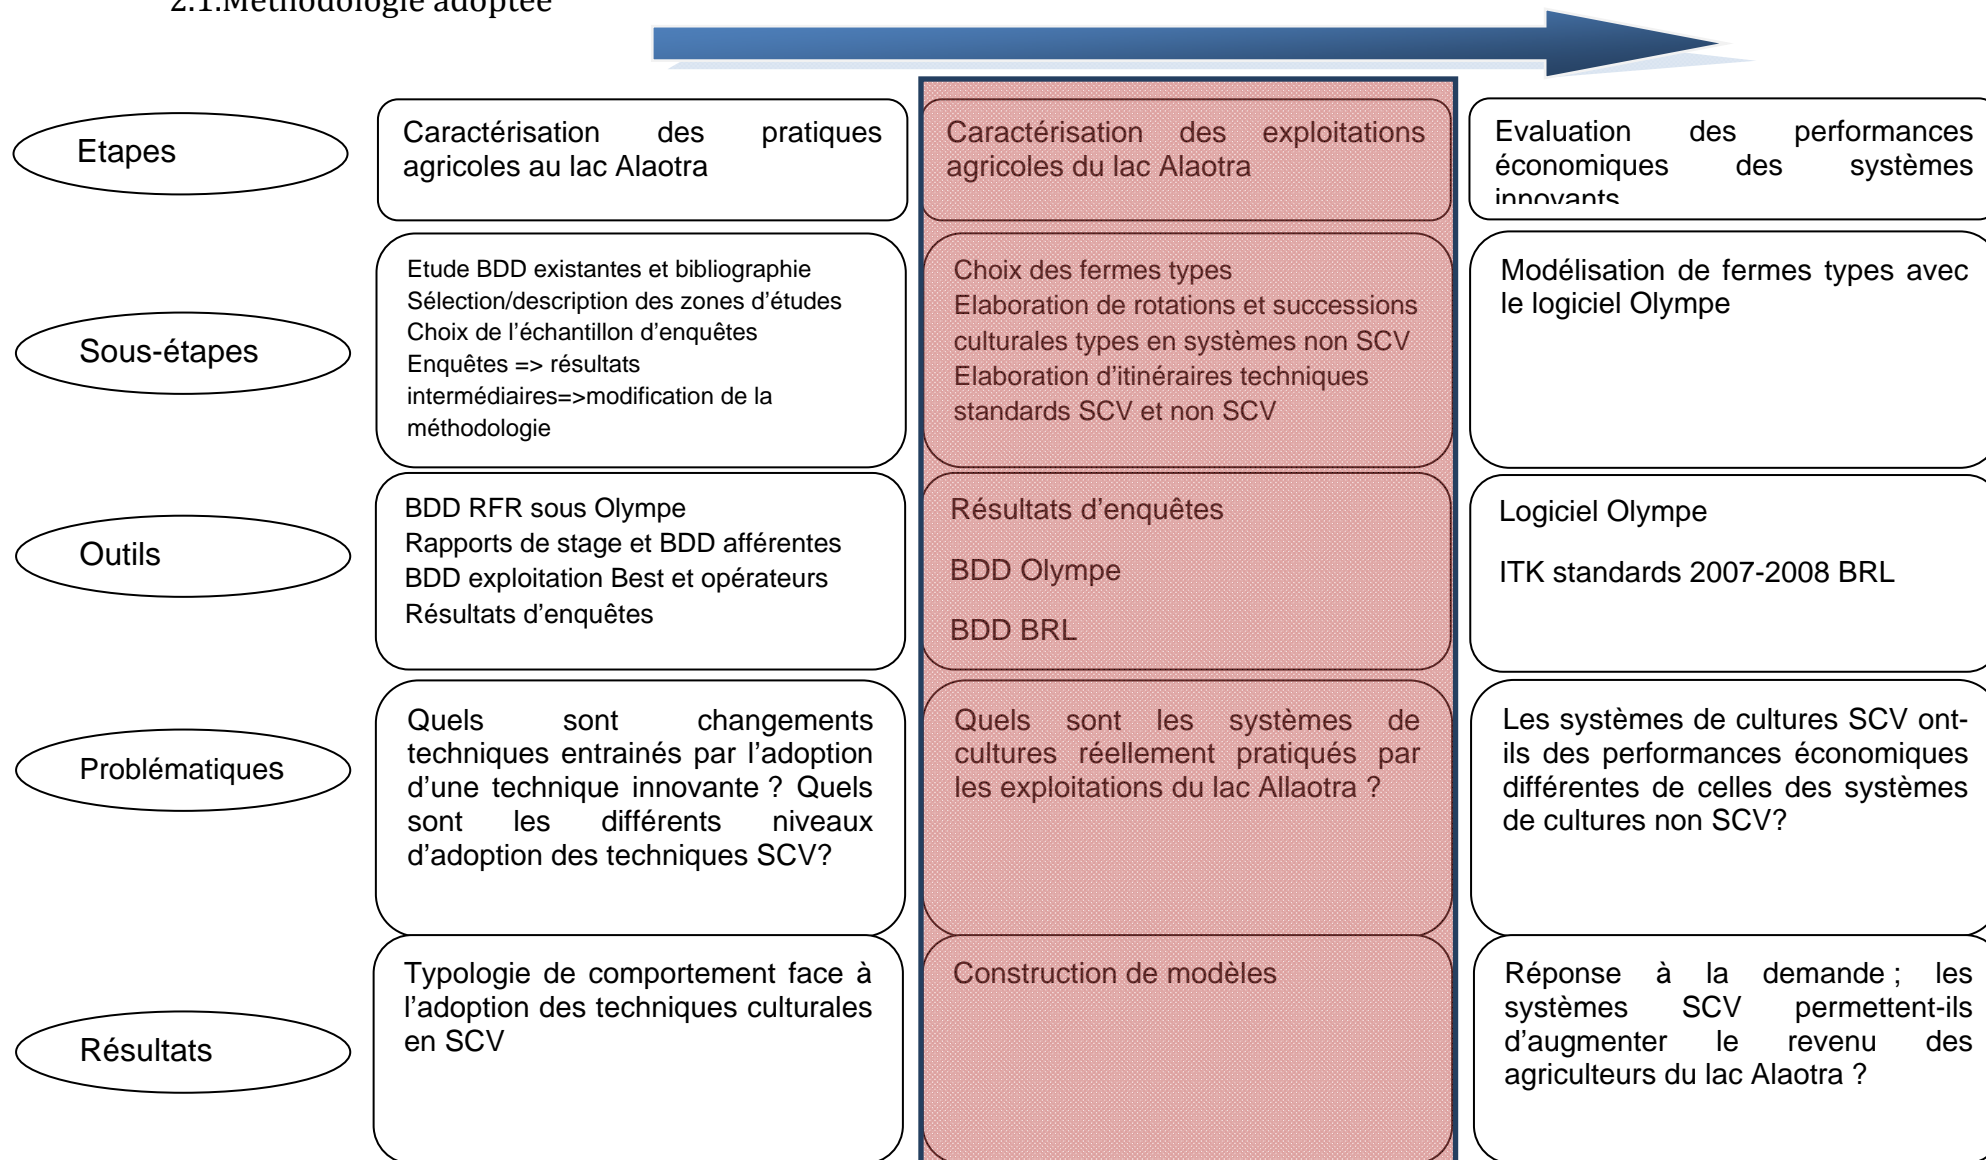 2.1.Méthodologie adoptée
Etapes
Caractérisation des pratiques
agricoles au lac Alaotra
Caractérisation des exploitations
agricoles du lac Alaotra
Evaluation des performances
économiques des systèmes
innovants
Sous-étapes
Etude BDD existantes et bibliographie
Sélection/description des zones d’études
Choix de l’échantillon d’enquêtes
Enquêtes => résultats
intermédiaires=>modification de la
méthodologie
Choix des fermes types
Elaboration de rotations et successions
culturales types en systèmes non SCV
Elaboration d’itinéraires techniques
standards SCV et non SCV
Modélisation de fermes types avec
le logiciel Olympe
Outils
BDD RFR sous Olympe
Rapports de stage et BDD afférentes
BDD exploitation Best et opérateurs
Résultats d’enquêtes
Résultats d’enquêtes
BDD Olympe
BDD BRL
Logiciel Olympe
ITK standards 2007-2008 BRL
Problématiques
Quels sont changements
techniques entrainés par l’adoption
d’une technique innovante ? Quels
sont les différents niveaux
d’adoption des techniques SCV?
Quels sont les systèmes de
cultures réellement pratiqués par
les exploitations du lac Allaotra ?
Les systèmes de cultures SCV ont-
ils des performances économiques
différentes de celles des systèmes
de cultures non SCV?
Résultats
Typologie de comportement face à
l’adoption des techniques culturales
en SCV
Construction de modèles
Réponse à la demande ; les
systèmes SCV permettent-ils
d’augmenter le revenu des
agriculteurs du lac Alaotra ?